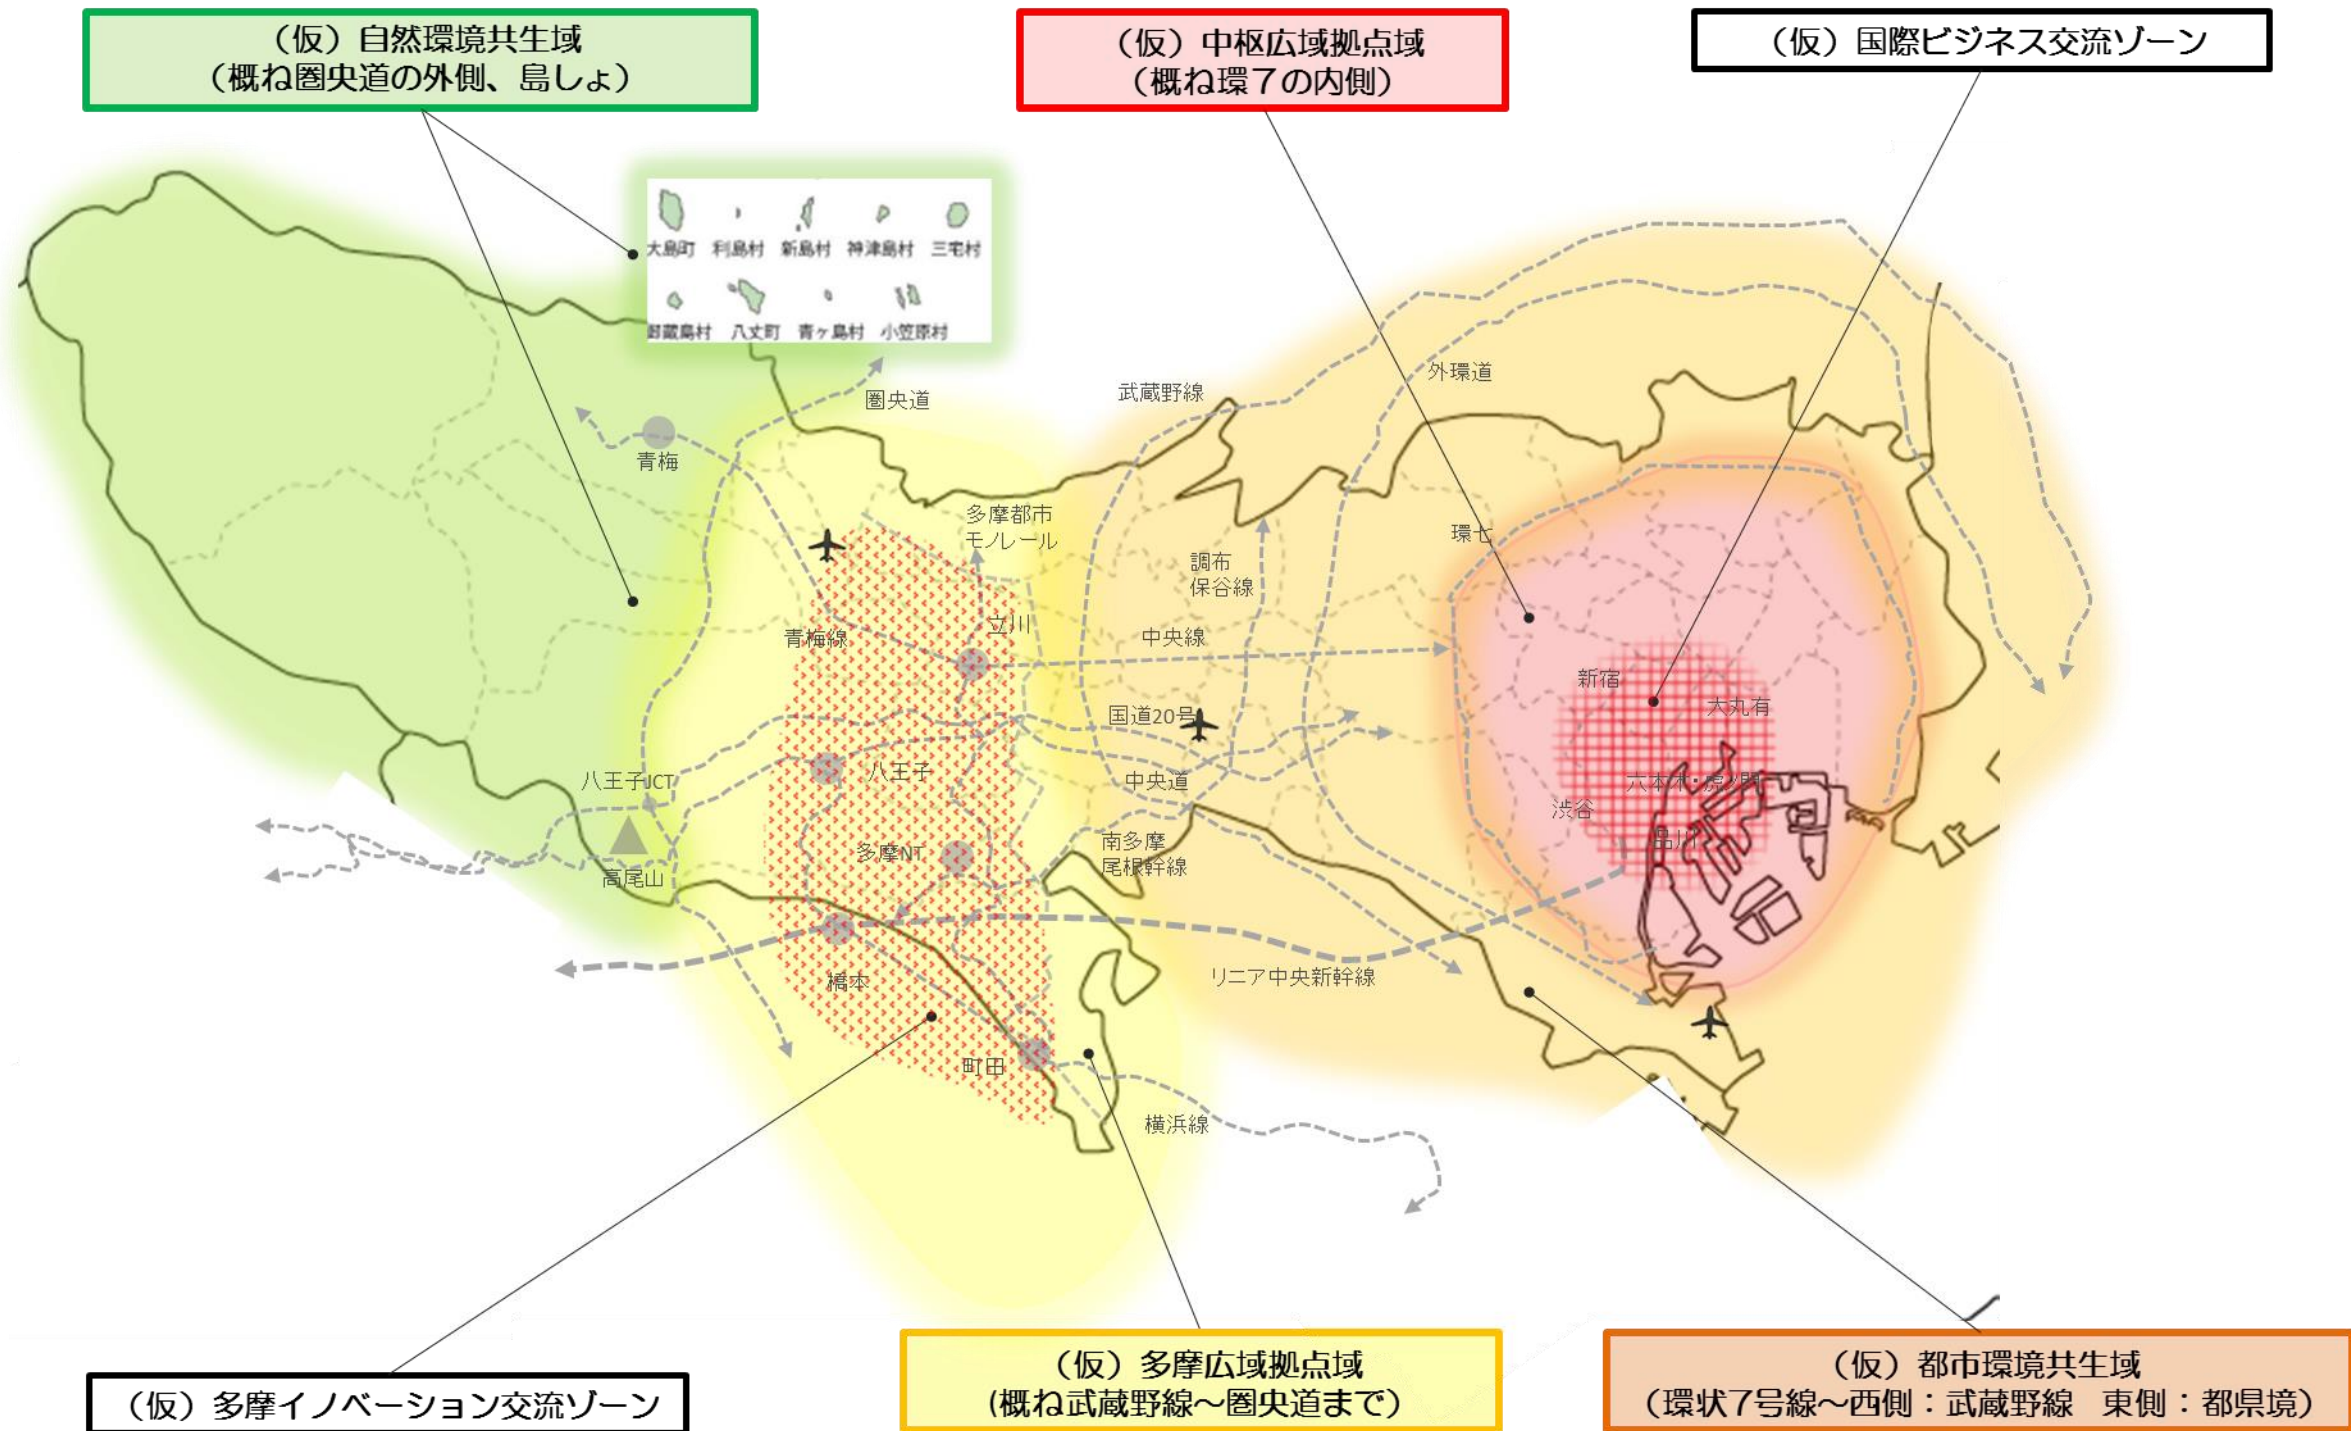 （仮）自然環境共生域
（概ね圏央道の外側、島しょ）
（仮）中枢広域拠点域
（概ね環７の内側）
（仮）国際ビジネス交流ゾーン
大島町
利島村
新島村
神津島村
三宅村
御蔵島村
八丈町
青ヶ島村
小笠原村
圏央道
武蔵野線
外環道
青梅
多摩都市
モノレール
環七
調布
保谷線
青梅線
立川
中央線
新宿
大丸有
国道20号
八王子JCT
八王子
中央道
六本木・虎ノ門
渋谷
品川
多摩NT
南多摩
尾根幹線
高尾山
橋本
リニア中央新幹線
町田
横浜線
（仮）多摩イノベーション交流ゾーン
（仮）多摩広域拠点域
(概ね武蔵野線～圏央道まで）
（仮）都市環境共生域
（環状７号線～西側：武蔵野線　東側：都県境）